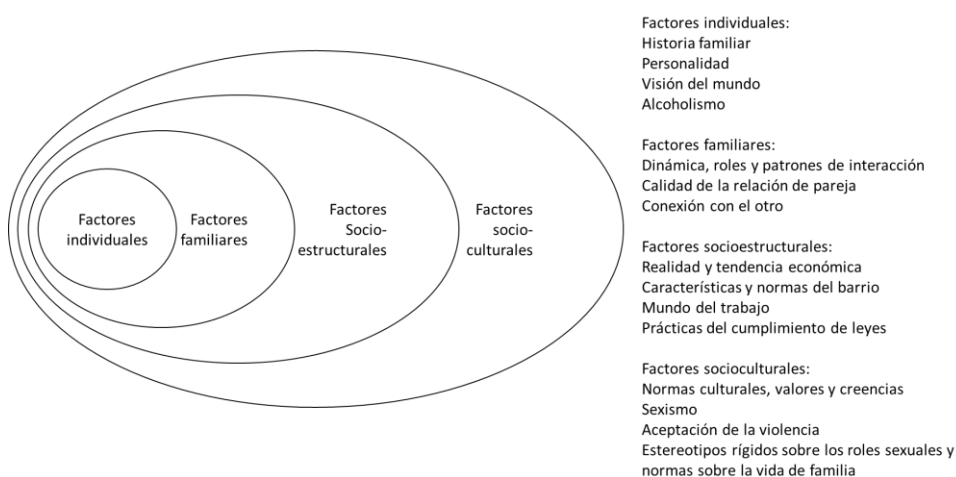 Factores
individuales
Factores
familiares
Factores
Socio-
estructurales
Factores
socio-
culturales
Factores individuales:
Historia familiar
Personalidad
Visión del mundo
Alcoholismo
Factores familiares:
Dinámica, roles y patrones de interacción
Calidad de la relación de pareja
Conexión con el otro
Factores socioestructurales:
Realidad y tendencia económica
Características y normas del barrio
Mundo del trabajo
Prácticas del cumplimiento de leyes
Factores socioculturales:
Normas culturales, valores y creencias
Sexismo
Aceptación de la violencia
Estereotipos rígidos sobre los roles sexuales y
normas sobre la vida de familia